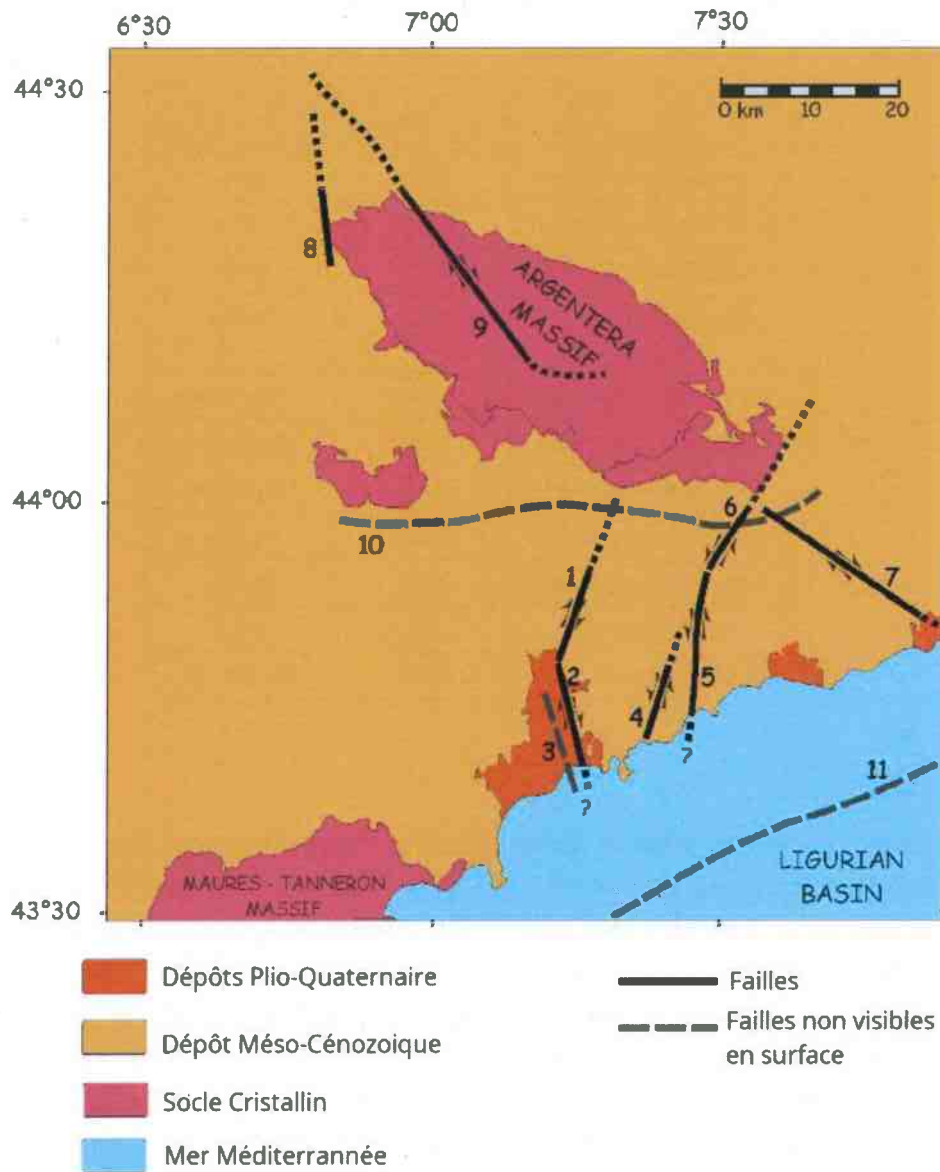 6°30 7°00 7°30
44°30
0 km 10 20
8
ARGENTERA
MASSIF
9
44°00
6
10
1
7
2
5
4
3
?
?
11
LIGURIAN
BASIN
MAURES - TANNERON
MASSIF
43°30
Dépôts Plio-Quaternaire
Failles
Dépôt Méso-Cénozoique
Failles non visibles
en surface
Socle Cristallin
Mer Méditerrannée